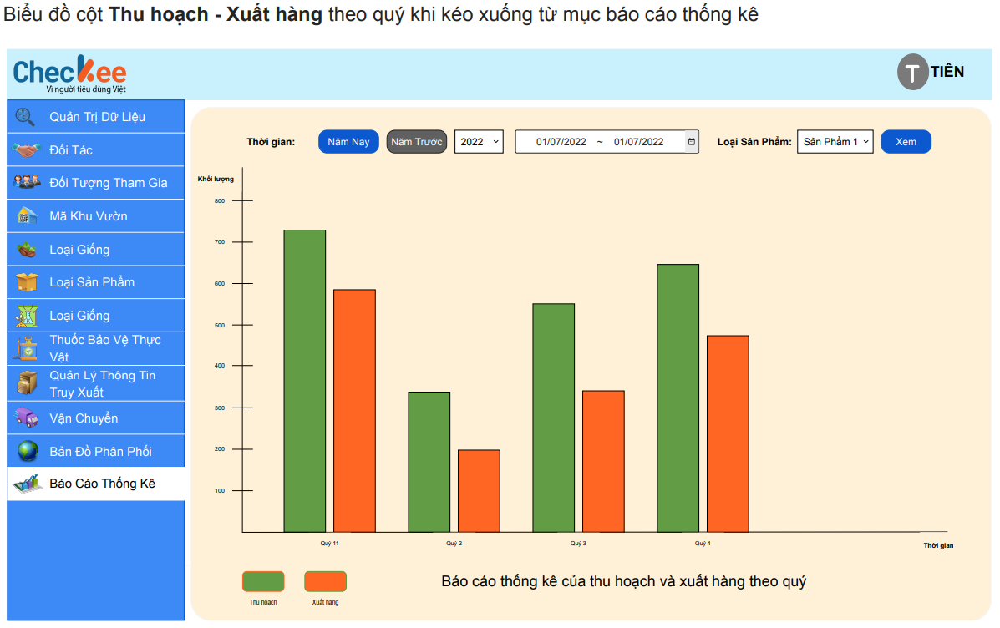 Biểu đồ cột Thu hoạch - Xuất hàng theo quý khi kéo xuống từ mục báo cáo thống kê
Checkee
Vì người tiêu dùng Việt
T TIÊN
Quản Trị Dữ Liệu
Đối Tác
Đối Tượng Tham Gia
Mã Khu Vườn
Loại Giống
Loại Sản Phẩm
Loại Giống
Thuốc Bảo Vệ Thực
Vật
Quản Lý Thông Tin
Truy Xuất
Vận Chuyển
Bản Đồ Phân Phối
Báo Cáo Thống Kê
Thời gian: Năm Nay Năm Trước 2022 01/07/2022 ~ 01/07/2022 Loại Sản Phẩm: Sản Phẩm 1 Xem
Khối lượng
800
700
600
500
400
300
200
100
Quý 11 Quý 2 Quý 3 Quý 4
Thời gian
Thu hoạch Xuất hàng
Báo cáo thống kê của thu hoạch và xuất hàng theo quý